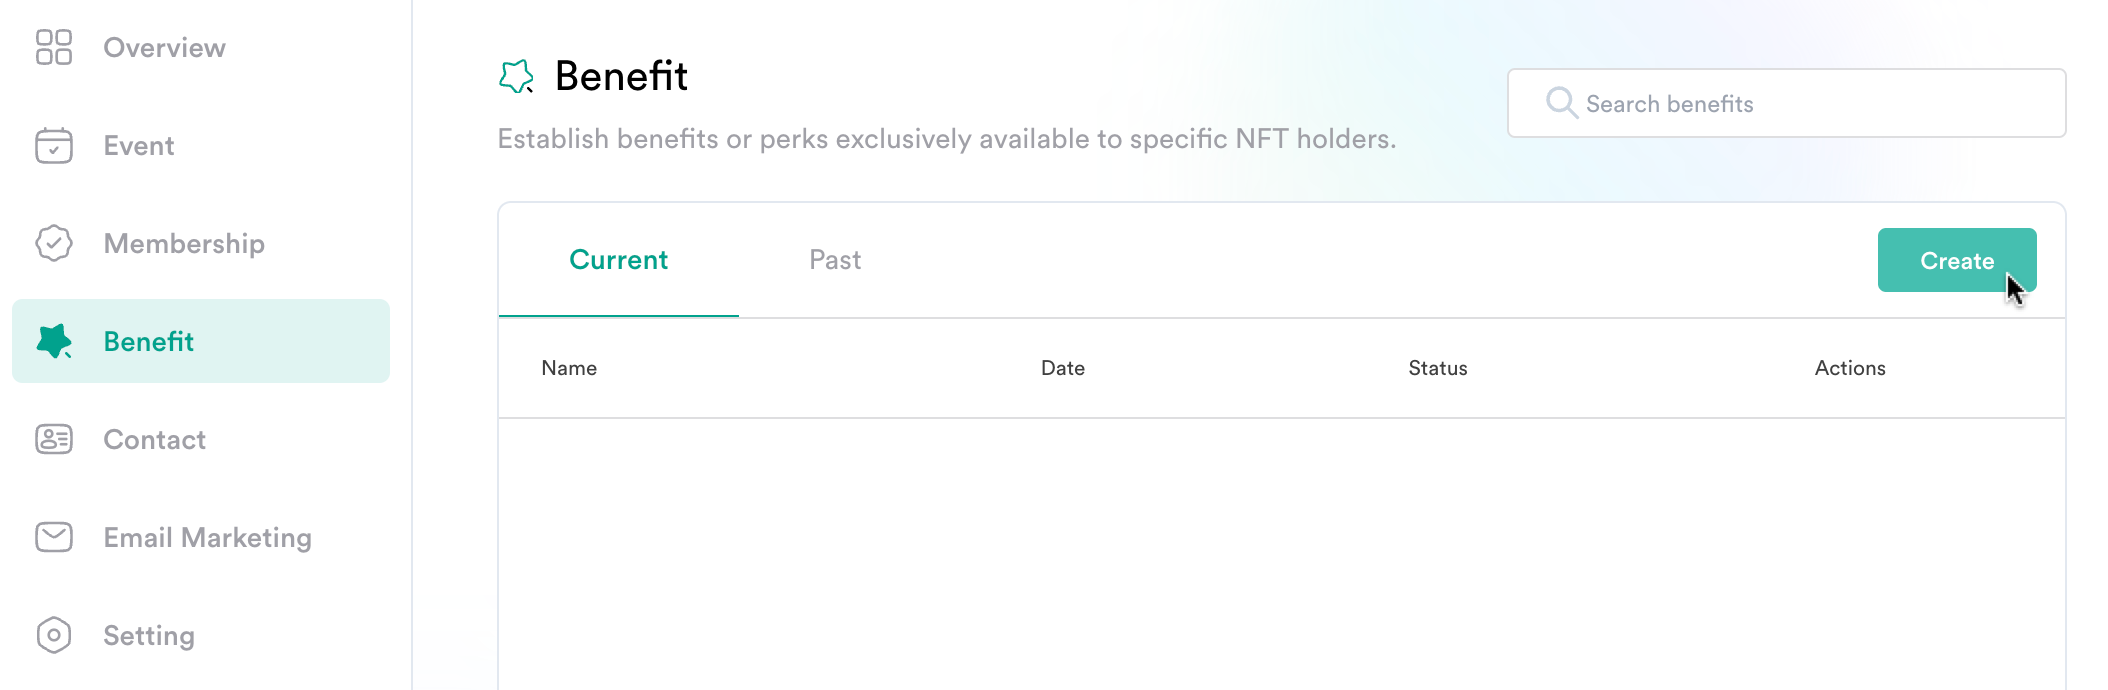 Overview
Event
Membership
Benefit
Contact
Email Marketing
Setting
Benefit
Establish benefits or perks exclusively available to specific NFT holders.
Search benefits
Current Past Create
Name Date Status Actions